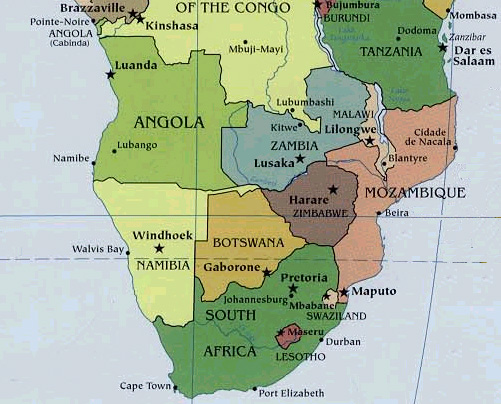 Brazzaville
OF THE CONGO
Bujumbura
BURUNDI
Mombasa
Pointe-Noire
Kinshasa
ANGOLA
(Cabinda)
Mbuji-Mayi
Dodoma
Zanzibar
TANZANIA
Dar es
Salaam
Luanda
Lubumbashi
MALAWI
ANGOLA
Kitwe
Lilongwe
Cidade
de Nacala
ZAMBIA
Lubango
Namibe
Lusaka
Blantyre
MOZAMBIQUE
Harare
ZIMBABWE
Beira
Windhoek
BOTSWANA
Walvis Bay
NAMIBIA
Gaborone
Pretoria
Johannesburg
Mbabane
Maputo
SWAZILAND
SOUTH
Maseru
AFRICA
Durban
LESOTHO
Cape Town
Port Elizabeth